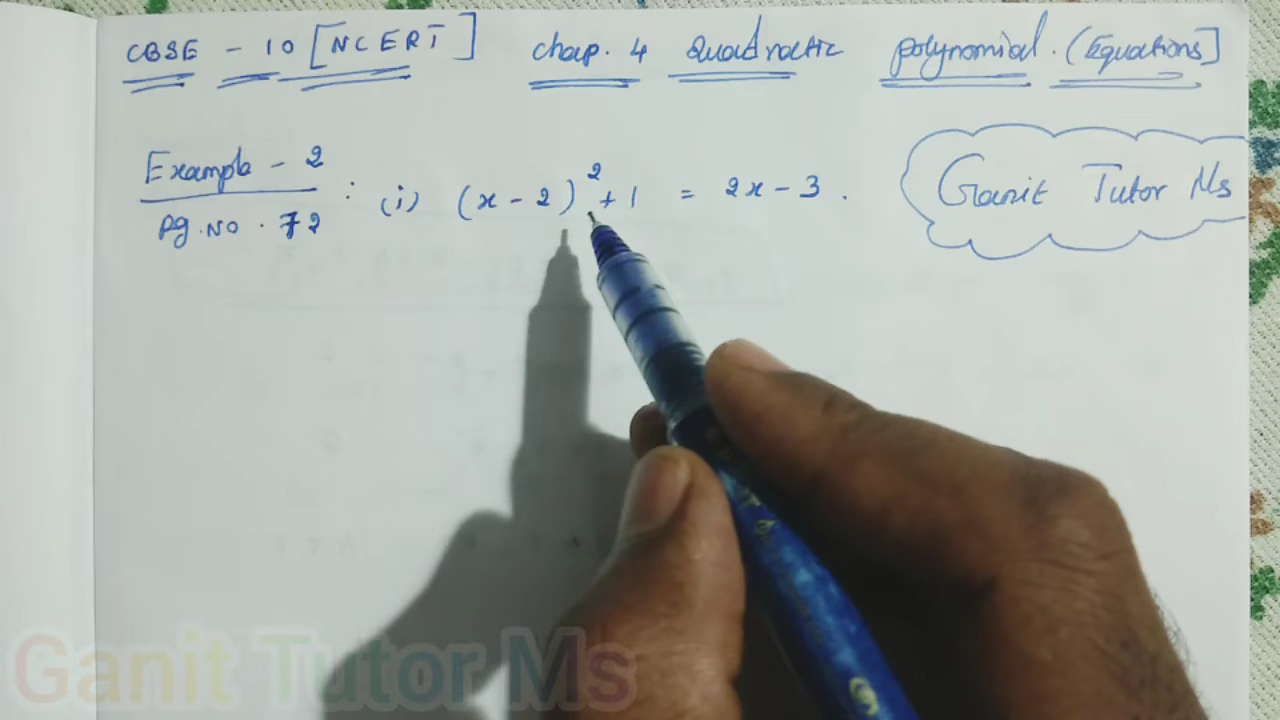 CBSE - 10 [NCERT] chap. 4 Quadratic polynomial. (Equations]
Example - 2
Pg.No. 72
: (i) (x - 2)² + 1 = 2x - 3.
Ganit Tutor Ms
Ganit Tutor Ms